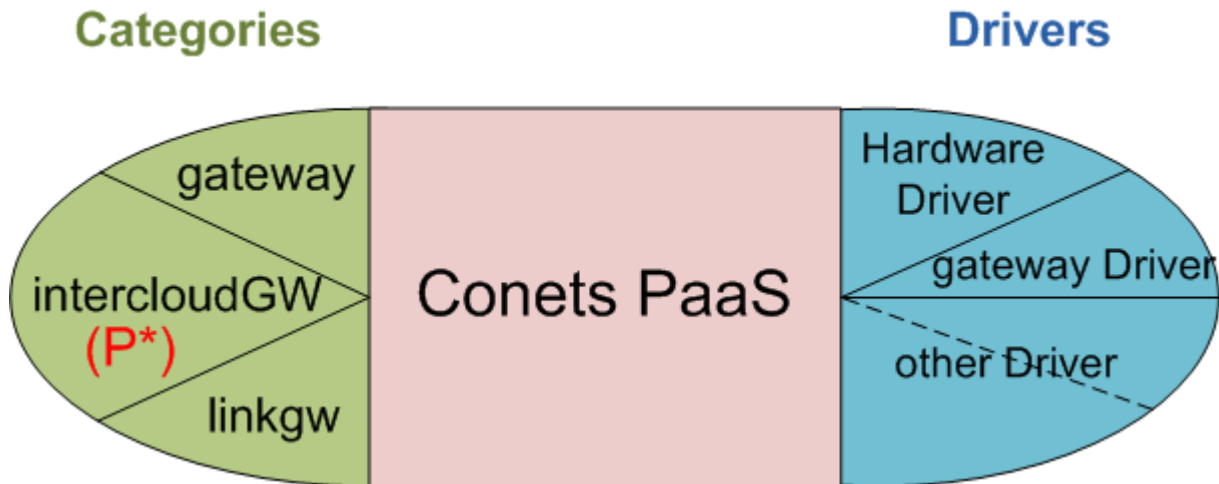 Categories
Drivers
gateway
intercloudGW
(P*)
linkgw
Conets PaaS
Hardware
Driver
gateway Driver
other Driver